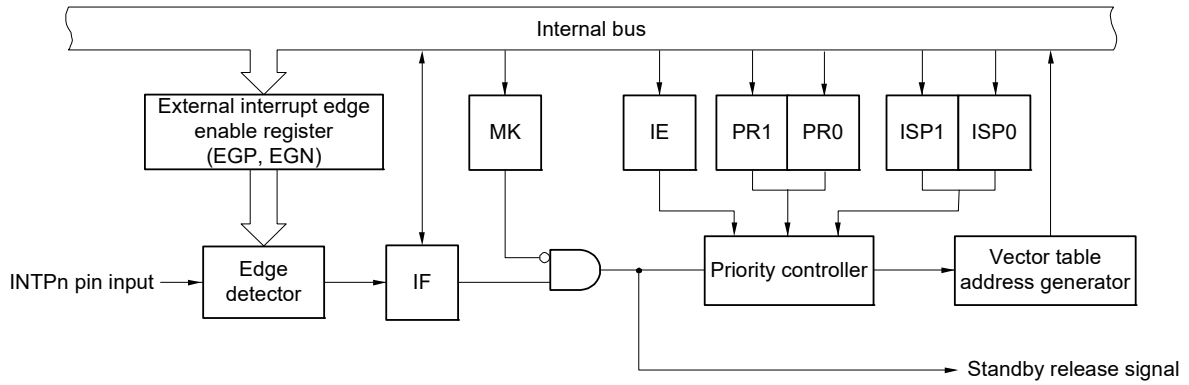 Internal bus
External interrupt edge
enable register
(EGP, EGN)
MK
IE
PR1
PR0
ISP1
ISP0
INTPn pin input
Edge
detector
IF
Priority controller
Vector table
address generator
Standby release signal